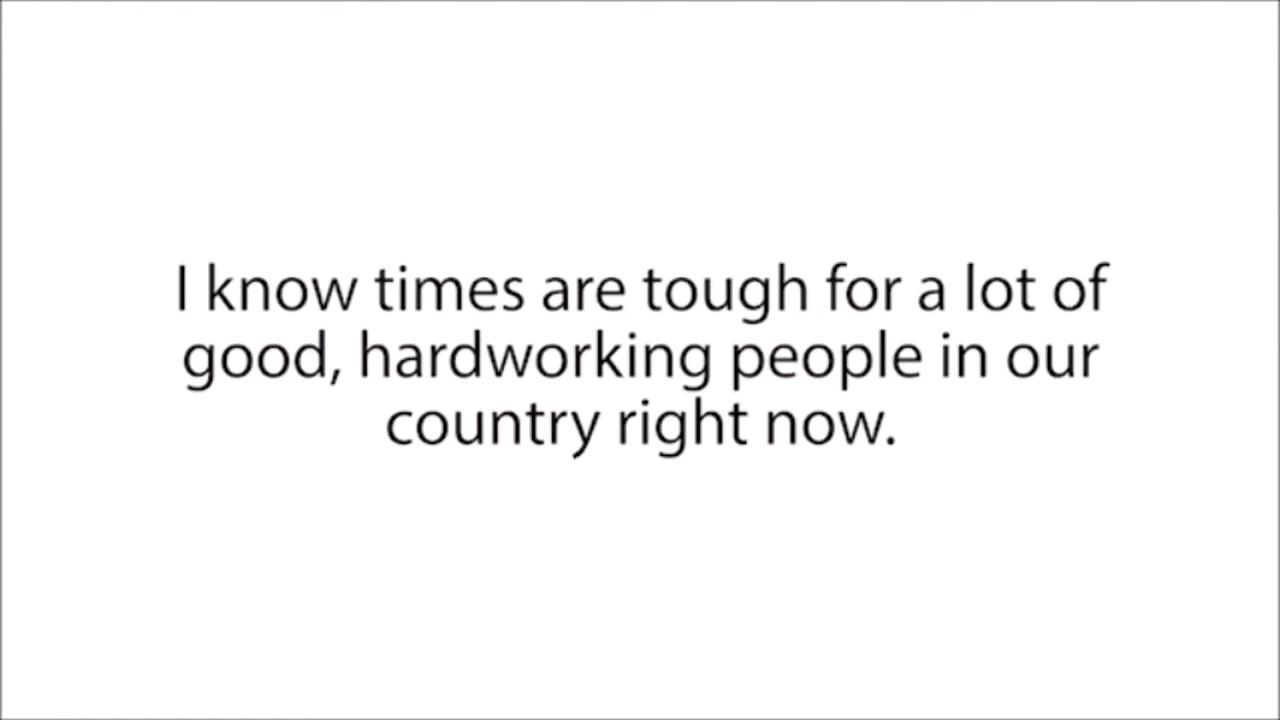 I know times are tough for a lot of
good, hardworking people in our
country right now.